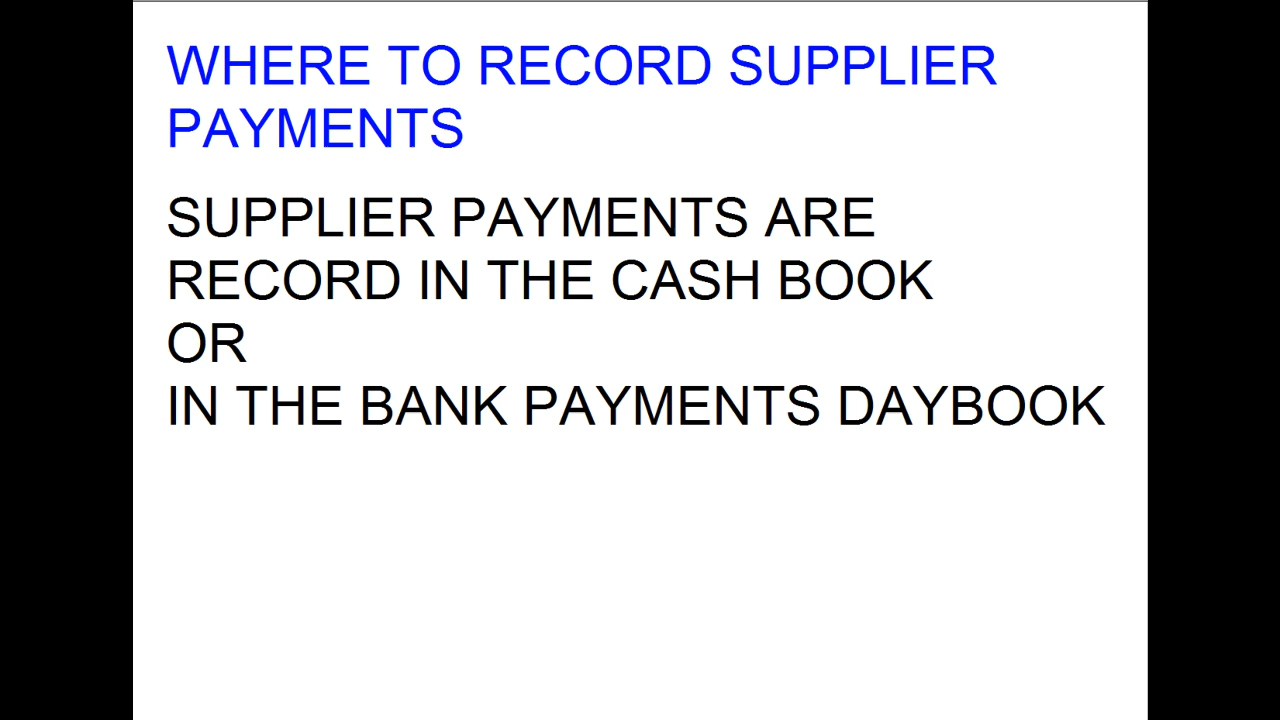 WHERE TO RECORD SUPPLIER
PAYMENTS
SUPPLIER PAYMENTS ARE
RECORD IN THE CASH BOOK
OR
IN THE BANK PAYMENTS DAYBOOK